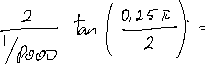 2/(1/8000) tan(0,25π/2) =